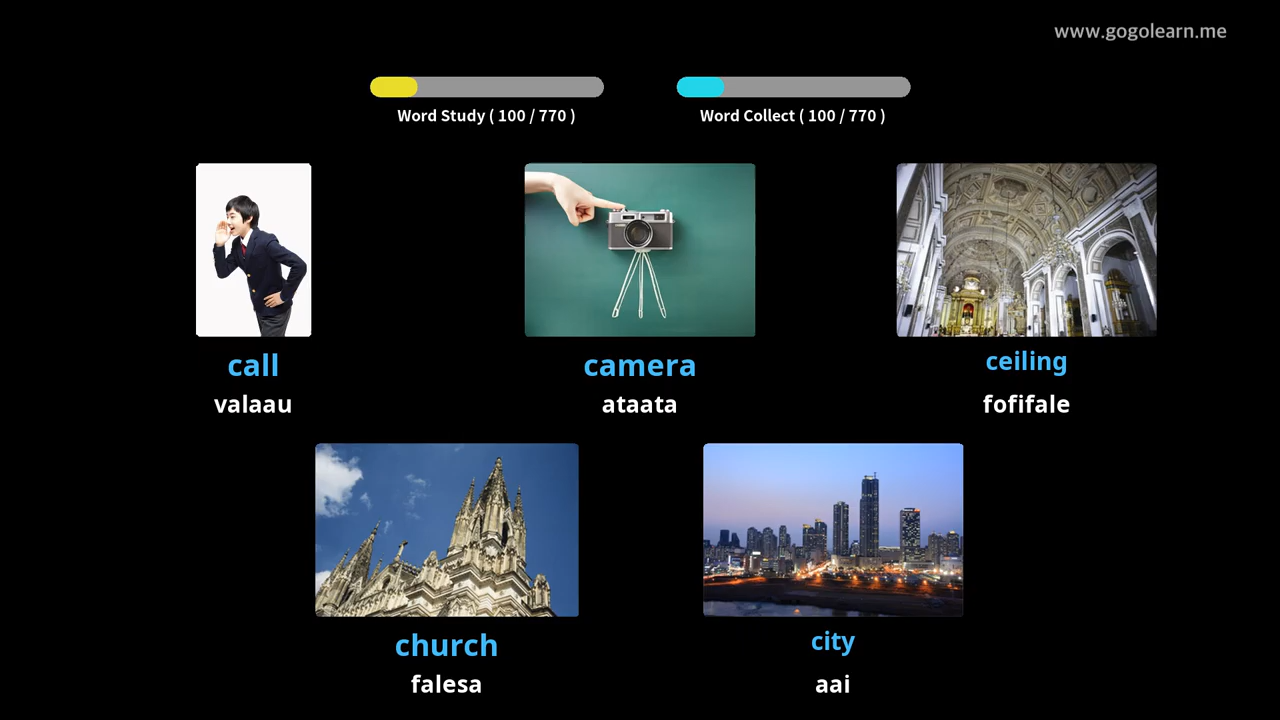 www.gogolearn.me
Word Study ( 100 / 770 )
Word Collect ( 100 / 770 )
call
valaau
camera
ataata
ceiling
fofifale
church
falesa
city
aai